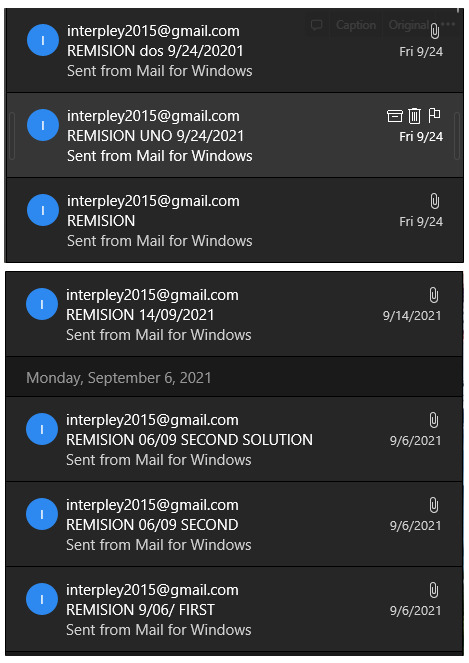 Caption Original ...
interpley2015@gmail.com
I
REMISION dos 9/24/20201
Fri 9/24
Sent from Mail for Windows
interpley2015@gmail.com
I
REMISION UNO 9/24/2021
Fri 9/24
Sent from Mail for Windows
interpley2015@gmail.com
I
REMISION
Fri 9/24
Sent from Mail for Windows
interpley2015@gmail.com
I
REMISION 14/09/2021
9/14/2021
Sent from Mail for Windows
Monday, September 6, 2021
interpley2015@gmail.com
I
REMISION 06/09 SECOND SOLUTION
9/6/2021
Sent from Mail for Windows
interpley2015@gmail.com
I
REMISION 06/09 SECOND
9/6/2021
Sent from Mail for Windows
interpley2015@gmail.com
I
REMISION 9/06/ FIRST
9/6/2021
Sent from Mail for Windows